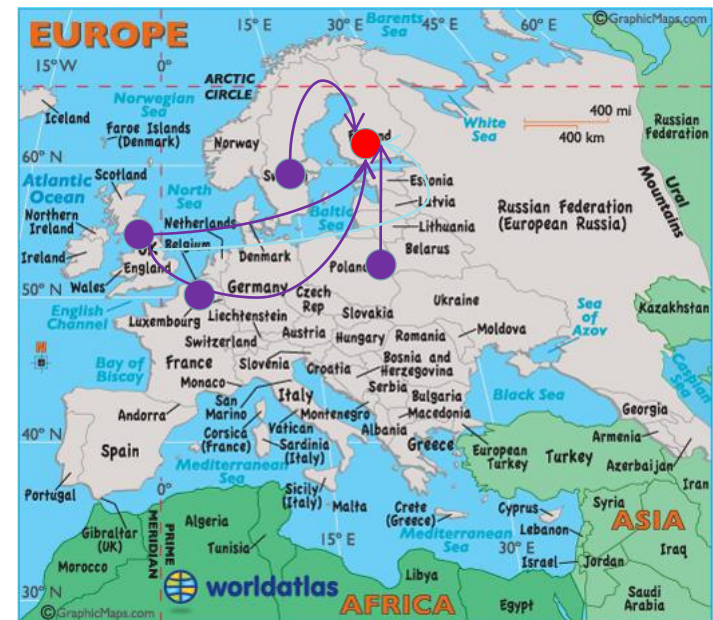 ©GraphicMaps.com
EUROPE
15° E
30° E
Barents
Sea
45° E
60° E
15° W
0°
ARCTIC
CIRCLE
Norwegian
Sea
White
Sea
400 mi
400 km
Russian
Federation
Iceland
Faroe Islands
(Denmark)
Norway
60° N
Scotland
Atlantic
Ocean
North
Sea
Estonia
Latvia
Ural
Mountains
Northern
Ireland
Netherlands
Baltic
Sea
Lithuania
Russian Federation
(European Russia)
Ireland
UK
Belgium
Denmark
Belarus
England
Poland
Wales
Germany
50° N
Czech
Rep
Ukraine
English
Channel
Luxembourg
Liechtenstein
Slovakia
Sea
of
Azov
Kazakhstan
Switzerland
Austria
Hungary
Romania
Moldova
N
Bay of
Biscay
France
Slovenia
Croatia
Bosnia and
Herzegovina
Caspian
Sea
Monaco
Serbia
Italy
Bulgaria
Black Sea
San
Marino
Andorra
Montenegro
Macedonia
Georgia
Corsica
(France)
Vatican
Albania
Armenia
40° N
Spain
Sardinia
(Italy)
Greece
European
Turkey
Turkey
Azerbaijan
Mediterranean
Sea
Iran
Portugal
0°
Sicily
(Italy)
Malta
Crete
(Greece)
Cyprus
Syria
ASIA
Gibraltar
(UK)
PRIME
MERIDIAN
Algeria
Tunisia
15° E
Mediterranean
Sea
30° E
Lebanon
Iraq
Morocco
Israel
Jordan
worldatlas
Libya
30° N
AFRICA
Egypt
Saudi
Arabia
©GraphicMaps.com